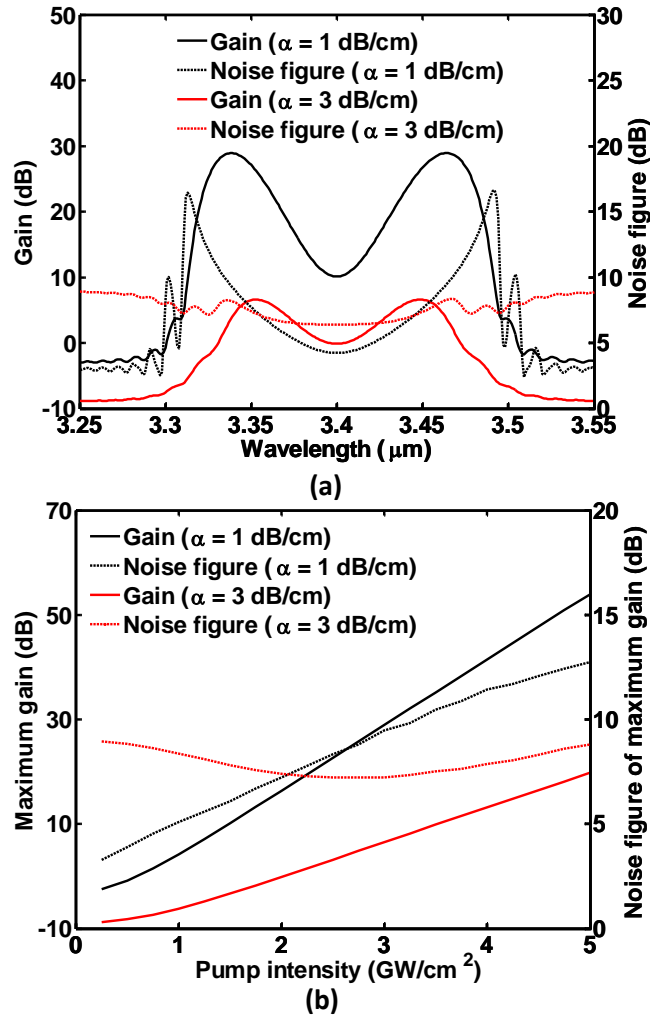 50
40
30
20
10
0
-10
Gain (dB)
Gain ( α = 1 dB/cm)
Noise figure ( α = 1 dB/cm)
Gain ( α = 3 dB/cm)
Noise figure ( α = 3 dB/cm)
30
25
20
15
10
5
0
Noise figure (dB)
3.25 3.3 3.35 3.4 3.45 3.5 3.55
Wavelength ( μm)
(a)
70
50
30
10
-10
Maximum gain (dB)
Gain ( α = 1 dB/cm)
Noise figure ( α = 1 dB/cm)
Gain ( α = 3 dB/cm)
Noise figure ( α = 3 dB/cm)
20
15
10
5
0
Noise figure of maximum gain (dB)
0 1 2 3 4 5
Pump intensity (GW/cm ²)
(b)